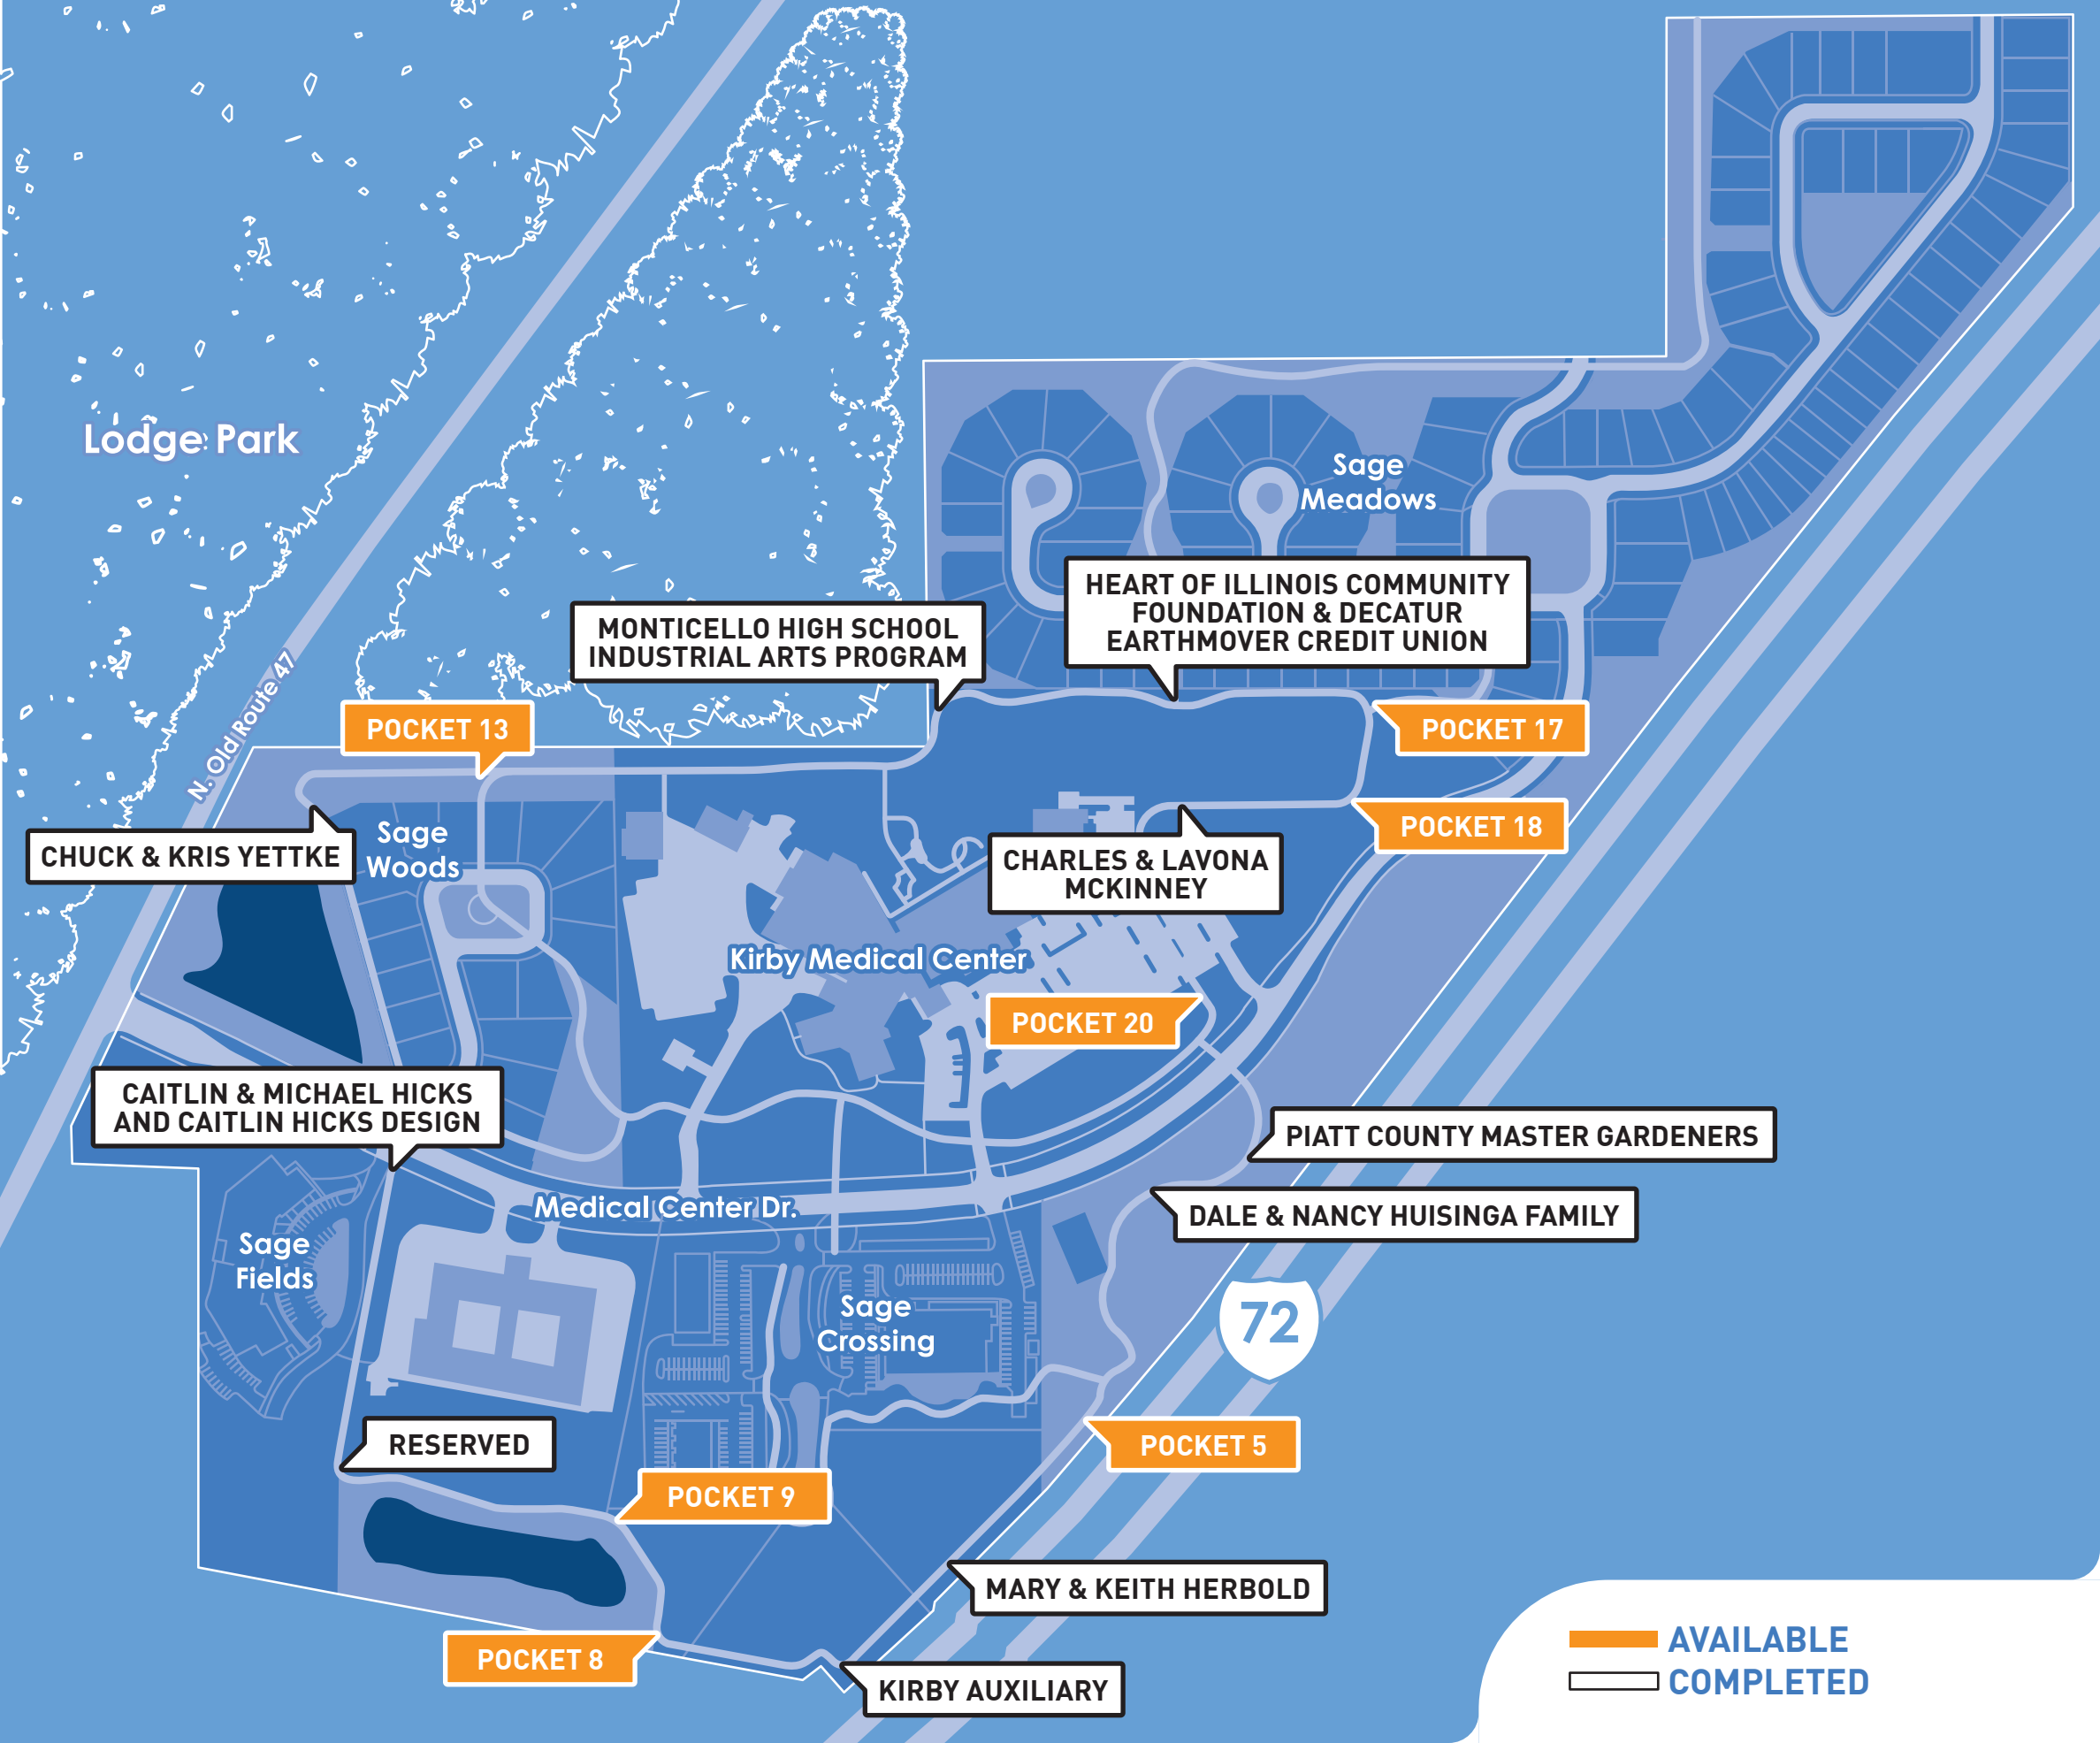 Lodge Park
N. Old Route 47
Sage
Meadows
HEART OF ILLINOIS COMMUNITY
FOUNDATION & DECATUR
EARTHMOVER CREDIT UNION
MONTICELLO HIGH SCHOOL
INDUSTRIAL ARTS PROGRAM
POCKET 13
POCKET 17
POCKET 18
CHUCK & KRIS YETTKE
Sage
Woods
CHARLES & LAVONA
MCKINNEY
Kirby Medical Center
POCKET 20
CAITLIN & MICHAEL HICKS
AND CAITLIN HICKS DESIGN
PIATT COUNTY MASTER GARDENERS
Medical Center Dr.
DALE & NANCY HUISINGA FAMILY
Sage
Fields
Sage
Crossing
72
RESERVED
POCKET 5
POCKET 9
MARY & KEITH HERBOLD
POCKET 8
KIRBY AUXILIARY
AVAILABLE
COMPLETED